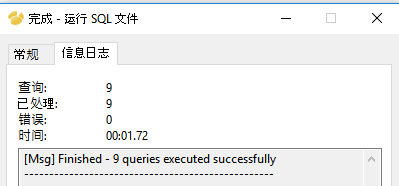 完成 - 运行 SQL 文件
常规 信息日志
查询: 9
已处理: 9
错误: 0
时间: 00:01.72
[Msg] Finished - 9 queries executed successfully
--------------------------------------------------